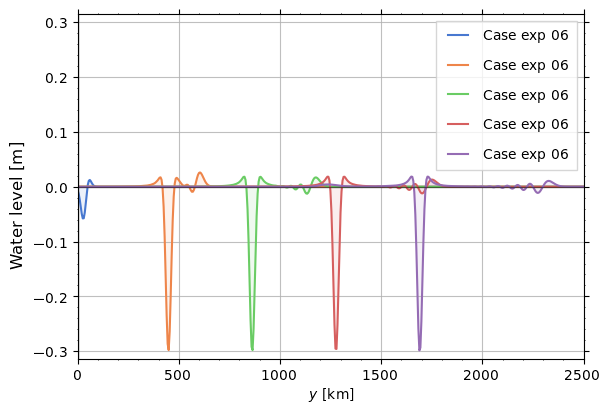 0.3
0.2
0.1
0.0
−0.1
−0.2
−0.3
Water level [m]
Case exp 06
Case exp 06
Case exp 06
Case exp 06
Case exp 06
0 500 1000 1500 2000 2500
y [km]